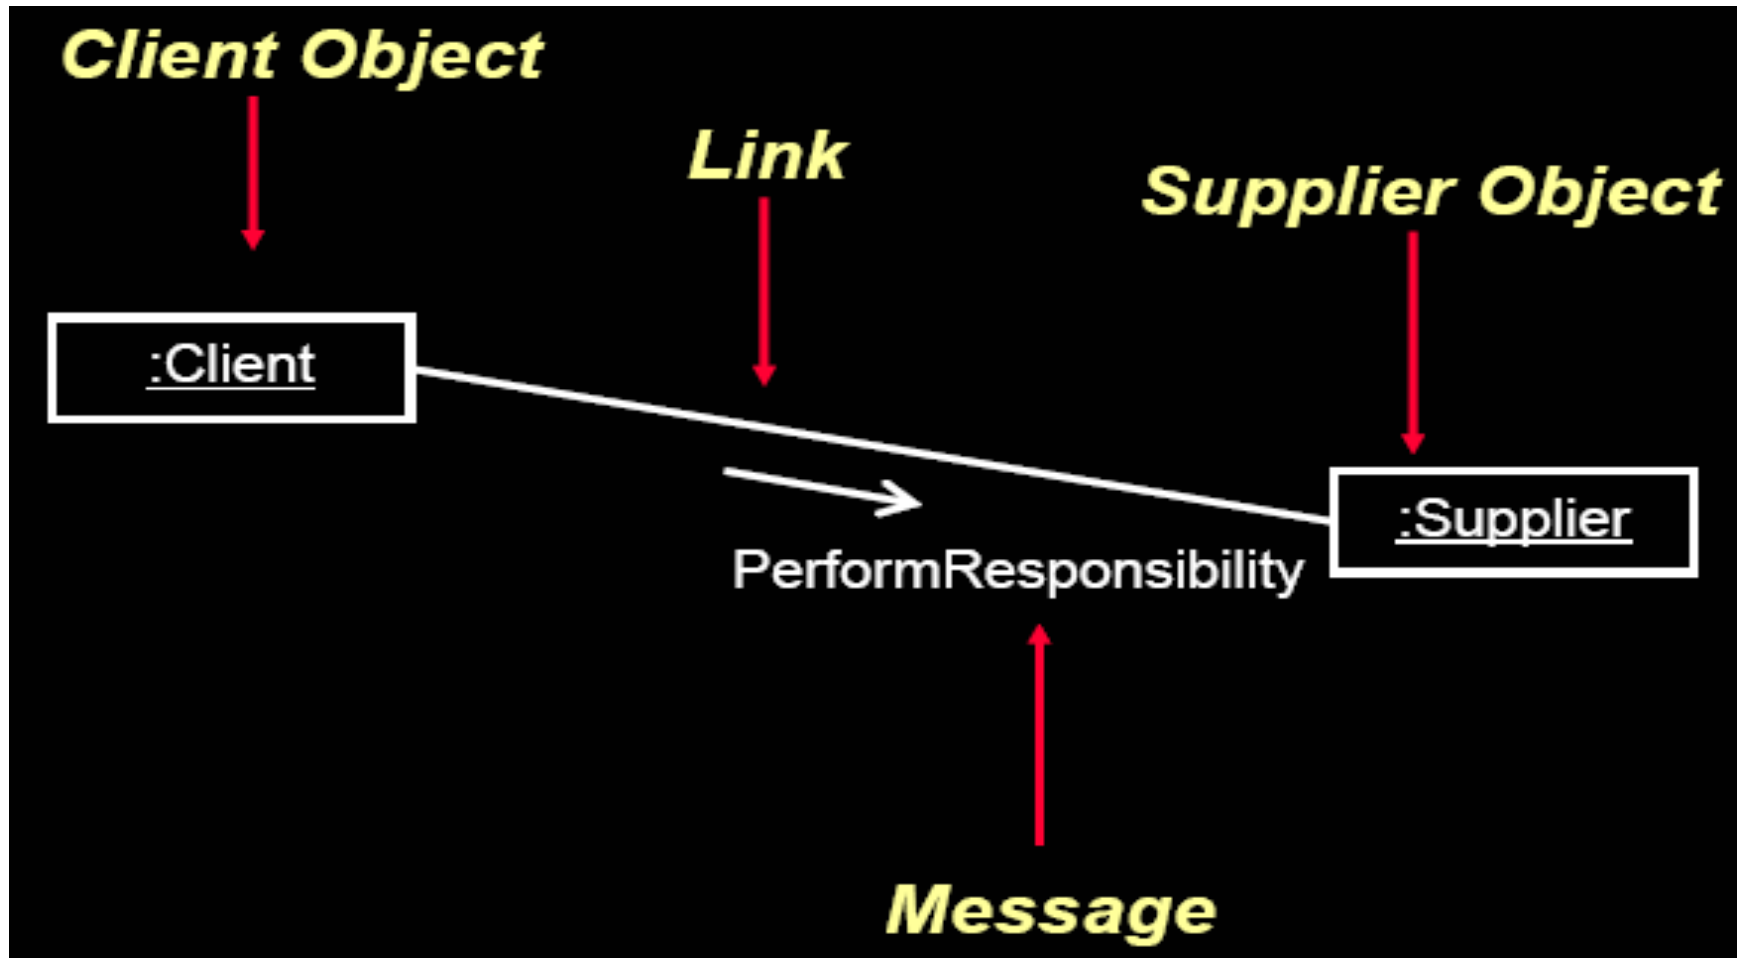 Client Object
Link
Supplier Object
:Client
:Supplier
PerformResponsibility
Message